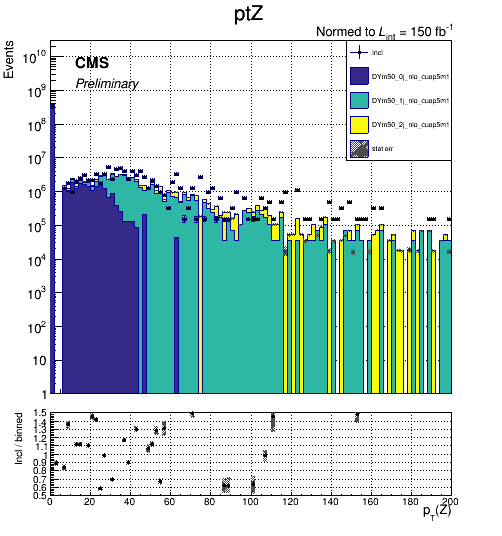 ptZ
Normed to L_int = 150 fb^-1
Events
CMS
Preliminary
Incl
DYm50_0j_nlo_cuep5m1
DYm50_1j_nlo_cuep5m1
DYm50_2j_nlo_cuep5m1
stat err
10^10
10^9
10^8
10^7
10^6
10^5
10^4
10^3
10^2
10
1
Incl / binned
1.5
1.4
1.3
1.2
1.1
1
0.9
0.8
0.7
0.6
0.5
0 20 40 60 80 100 120 140 160 180 200
p_T(Z)